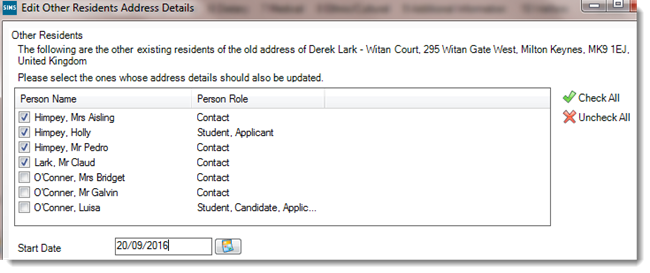 SIMS Edit Other Residents Address Details
Other Residents
The following are the other existing residents of the old address of Derek Lark - Witan Court, 295 Witan Gate West, Milton Keynes, MK9 1EJ,
United Kingdom
Please select the ones whose address details should also be updated.
Person Name Person Role
Himpey, Mrs Aisling Contact
Himpey, Holly Student, Applicant
Himpey, Mr Pedro Contact
Lark, Mr Claud Contact
O'Conner, Mrs Bridget Contact
O'Conner, Mr Galvin Contact
O'Conner, Luisa Student, Candidate, Applic...
Check All
Uncheck All
Start Date 20/09/2016